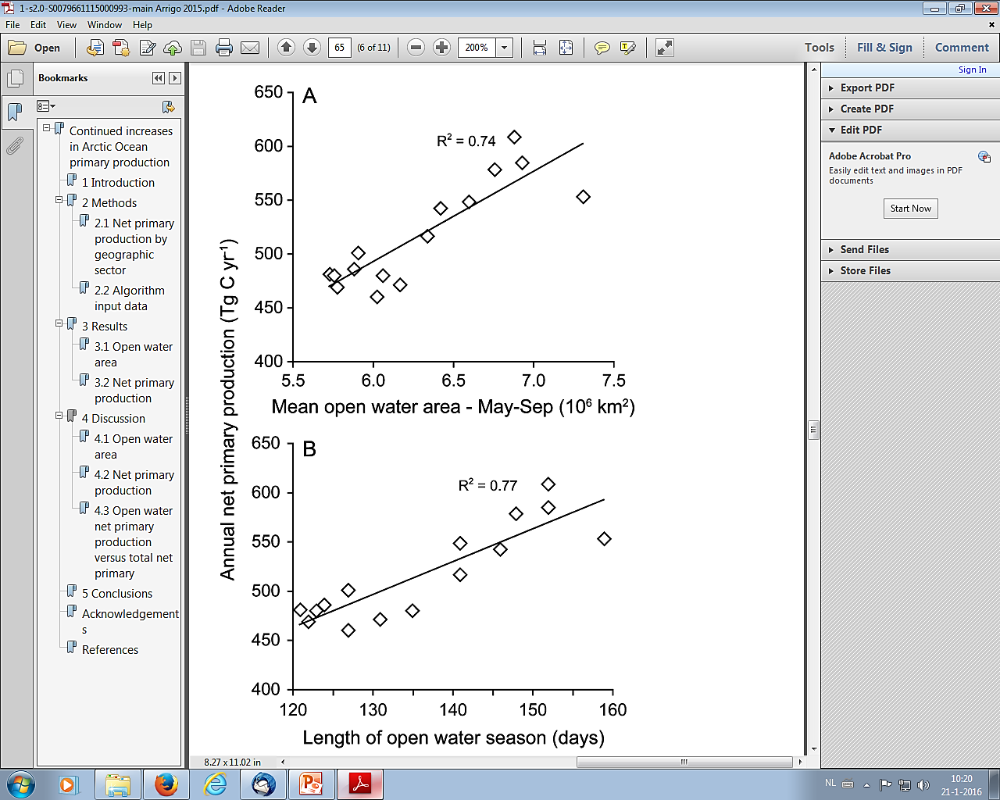 1-s2.0-S0079661115000993-main Arrigo 2015.pdf - Adobe Reader
File Edit View Window Help
Open 65 (6 of 11) 200% Tools Fill & Sign Comment
Sign In
Bookmarks
Continued increases
in Arctic Ocean
primary production
1 Introduction
2 Methods
2.1 Net primary
production by
geographic
sector
2.2 Algorithm
input data
3 Results
3.1 Open water
area
3.2 Net primary
production
4 Discussion
4.1 Open water
area
4.2 Net primary
production
4.3 Open water
net primary
production
versus total net
primary
5 Conclusions
Acknowledgement
s
References
Annual net primary production (Tg C yr⁻¹)
A
R² = 0.74
650
600
550
500
450
400
5.5 6.0 6.5 7.0 7.5
Mean open water area - May-Sep (10⁶ km²)
B
R² = 0.77
650
600
550
500
450
400
120 130 140 150 160
Length of open water season (days)
8.27 x 11.02 in
Export PDF
Create PDF
Edit PDF
Adobe Acrobat Pro
Easily edit text and images in PDF
documents
Start Now
Send Files
Store Files
NL
10:20
21-1-2016